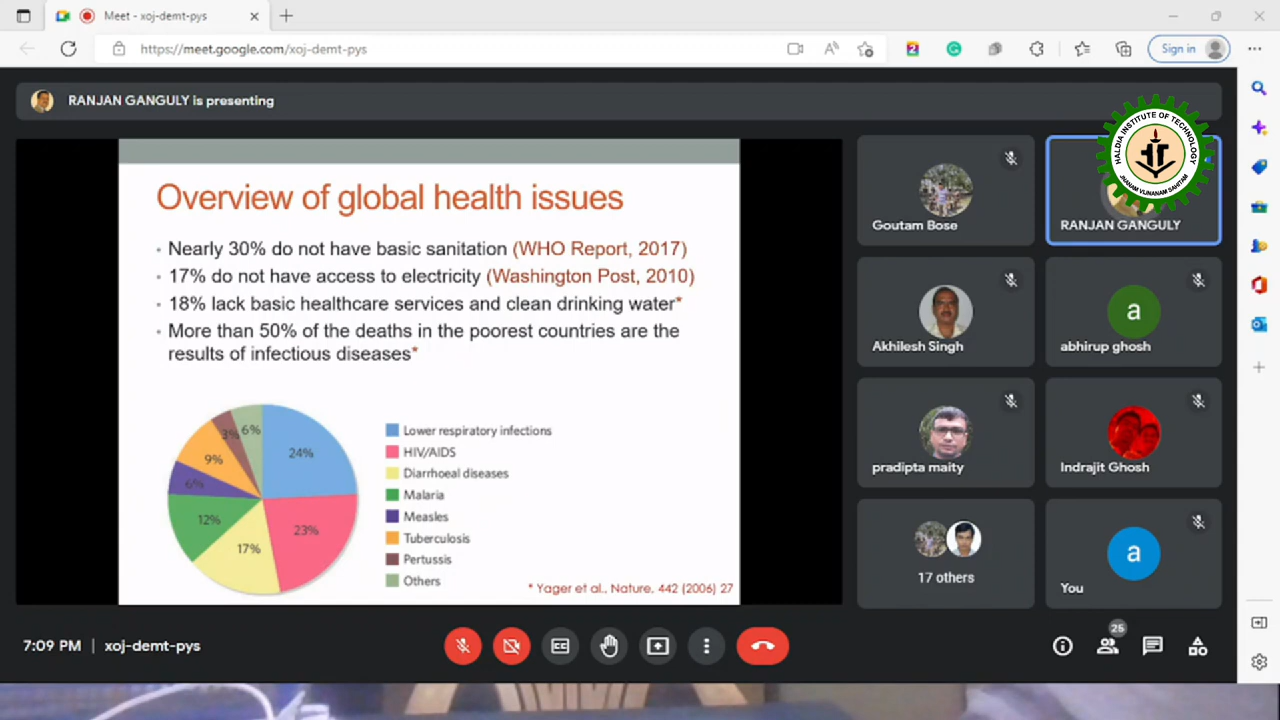 Meet - xoj-demt-pys
https://meet.google.com/xoj-demt-pys
Sign in
RANJAN GANGULY is presenting
HALDIA INSTITUTE OF TECHNOLOGY
JNANAM VIJNANAM SAHITAM
Overview of global health issues
• Nearly 30% do not have basic sanitation (WHO Report, 2017)
• 17% do not have access to electricity (Washington Post, 2010)
• 18% lack basic healthcare services and clean drinking water*
• More than 50% of the deaths in the poorest countries are the
results of infectious diseases*
24%
23%
17%
12%
6%
9%
3%
6%
Lower respiratory infections
HIV/AIDS
Diarrhoeal diseases
Malaria
Measles
Tuberculosis
Pertussis
Others
* Yager et al., Nature, 442 (2006) 27
Goutam Bose
RANJAN GANGULY
Akhilesh Singh
a
abhirup ghosh
pradipta maity
Indrajit Ghosh
17 others
a
You
7:09 PM | xoj-demt-pys
25